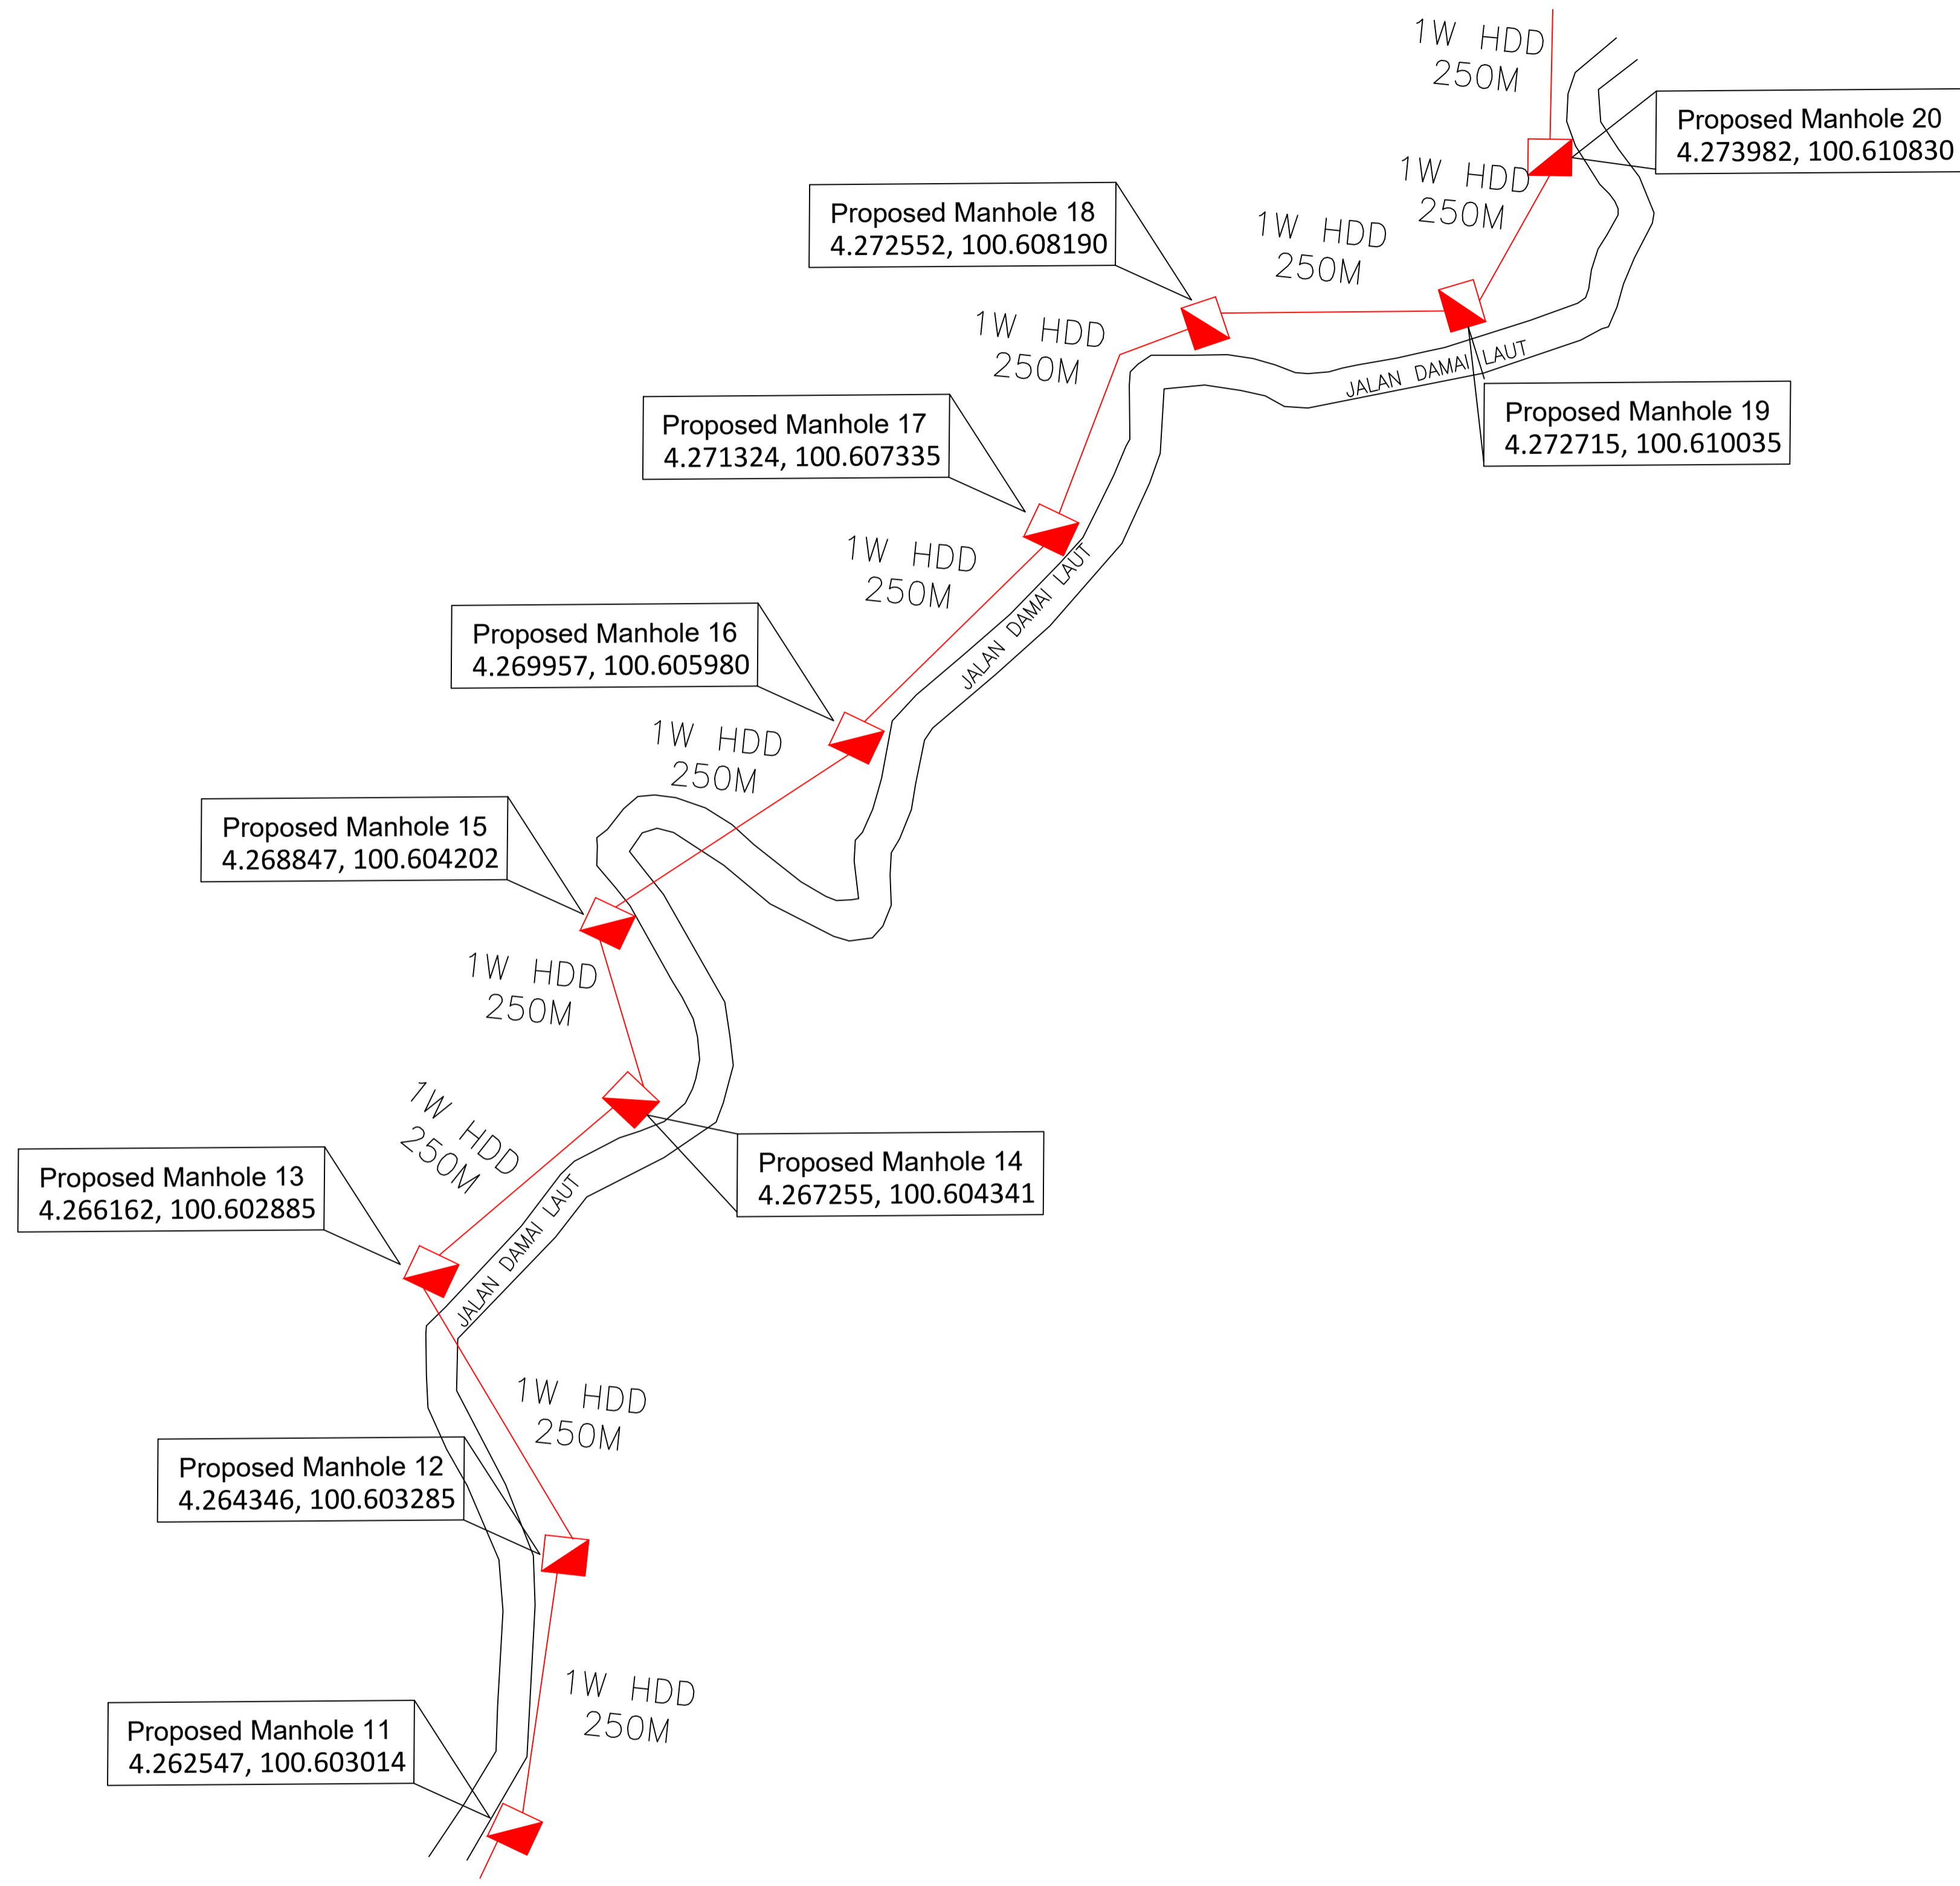 1W HDD
250M
Proposed Manhole 20
4.273982, 100.610830
1W HDD
250M
Proposed Manhole 18
4.272552, 100.608190
1W HDD
250M
1W HDD
250M
JALAN DAMAI LAUT
Proposed Manhole 19
4.272715, 100.610035
Proposed Manhole 17
4.271324, 100.607335
1W HDD
250M
JALAN DAMAI LAUT
Proposed Manhole 16
4.269957, 100.605980
1W HDD
250M
Proposed Manhole 15
4.268847, 100.604202
1W HDD
250M
1W HDD
250M
Proposed Manhole 14
4.267255, 100.604341
Proposed Manhole 13
4.266162, 100.602885
JALAN DAMAI LAUT
1W HDD
250M
Proposed Manhole 12
4.264346, 100.603285
1W HDD
250M
Proposed Manhole 11
4.262547, 100.603014